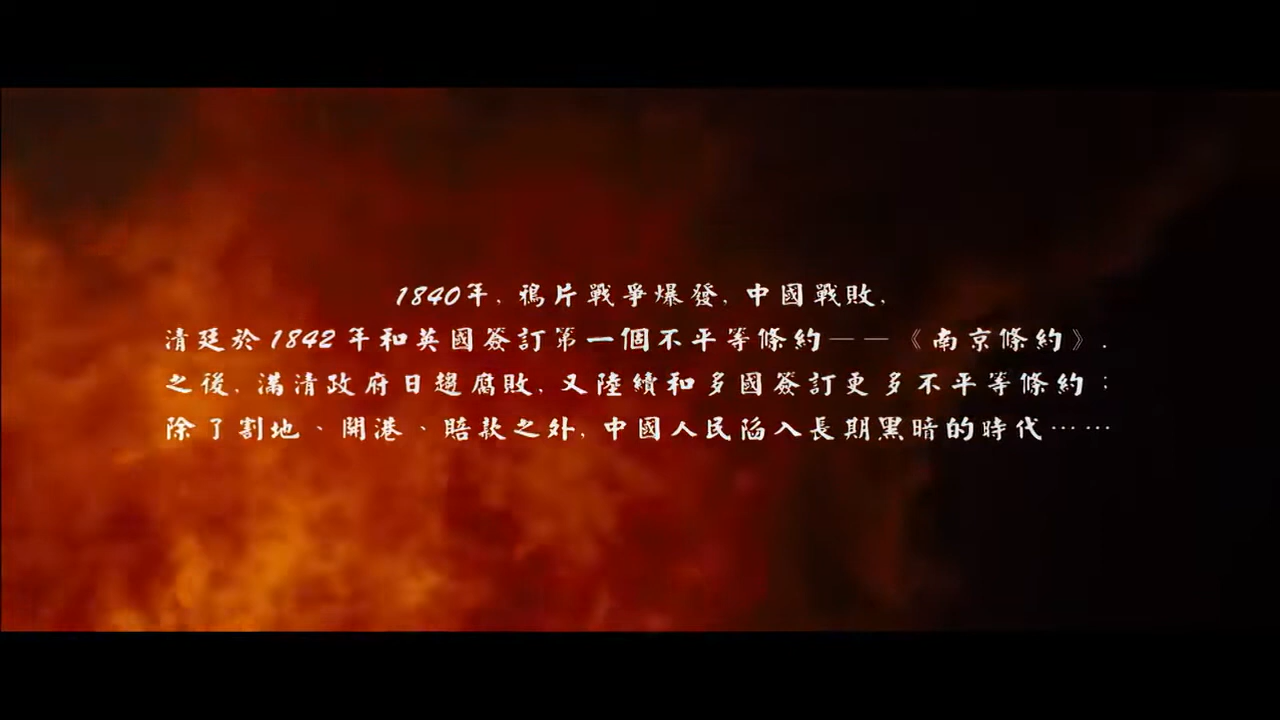 1840年, 鴉片戰爭爆發, 中國戰敗,
清廷於1842年和英國簽訂第一個不平等條約——《南京條約》.
之後, 滿清政府日趨腐敗, 又陸續和多國簽訂更多不平等條約；
除了割地、開港、賠款之外, 中國人民陷入長期黑暗的時代……